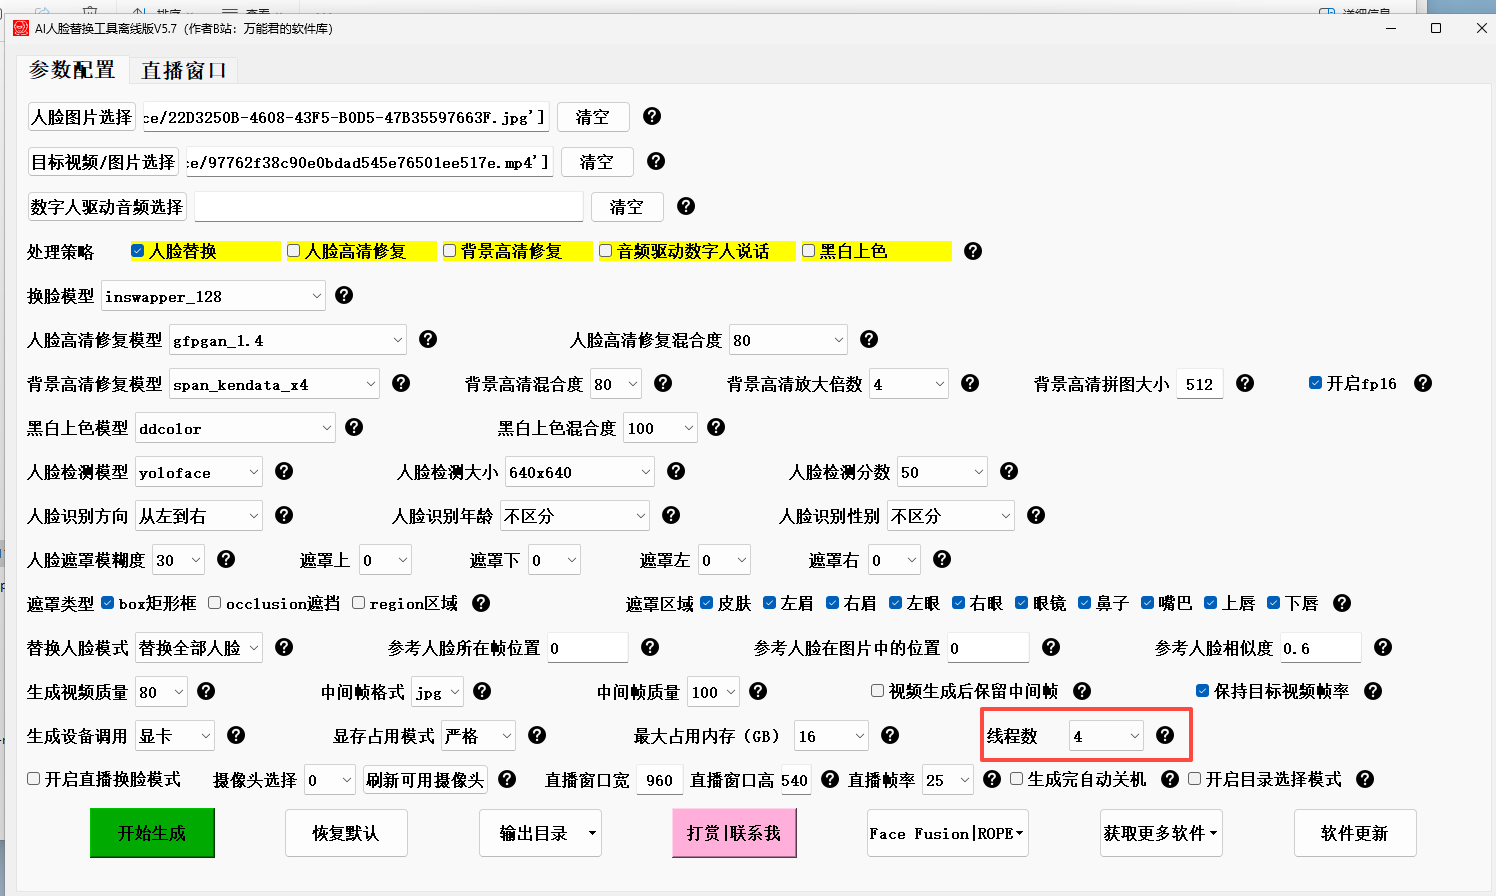 排序 查看 详细信息
AI人脸替换工具离线版V5.7 (作者B站：万能君的软件库)
参数配置 直播窗口
人脸图片选择 ce/22D3250B-4608-43F5-B0D5-47B35597663F.jpg'] 清空
目标视频/图片选择 ce/97762f38c90e0bdad545e76501ee517e.mp4'] 清空
数字人驱动音频选择 清空
处理策略 人脸替换 人脸高清修复 背景高清修复 音频驱动数字人说话 黑白上色
换脸模型 inswapper_128
人脸高清修复模型 gfpgan_1.4 人脸高清修复混合度 80
背景高清修复模型 span_kendata_x4 背景高清混合度 80 背景高清放大倍数 4 背景高清拼图大小 512 开启fp16
黑白上色模型 ddcolor 黑白上色混合度 100
人脸检测模型 yoloface 人脸检测大小 640x640 人脸检测分数 50
人脸识别方向 从左到右 人脸识别年龄 不区分 人脸识别性别 不区分
人脸遮罩模糊度 30 遮罩上 0 遮罩下 0 遮罩左 0 遮罩右 0
遮罩类型 box矩形框 occlusion遮挡 region区域 遮罩区域 皮肤 左眉 右眉 左眼 右眼 眼镜 鼻子 嘴巴 上唇 下唇
替换人脸模式 替换全部人脸 参考人脸所在帧位置 0 参考人脸在图片中的位置 0 参考人脸相似度 0.6
生成视频质量 80 中间帧格式 jpg 中间帧质量 100 视频生成后保留中间帧 保持目标视频帧率
生成设备调用 显卡 显存占用模式 严格 最大占用内存（GB） 16 线程数 4
开启直播换脸模式 摄像头选择 0 刷新可用摄像头 直播窗口宽 960 直播窗口高 540 直播帧率 25 生成完自动关机 开启目录选择模式
开始生成 恢复默认 输出目录 打赏|联系我 Face Fusion|ROPE 获取更多软件 软件更新